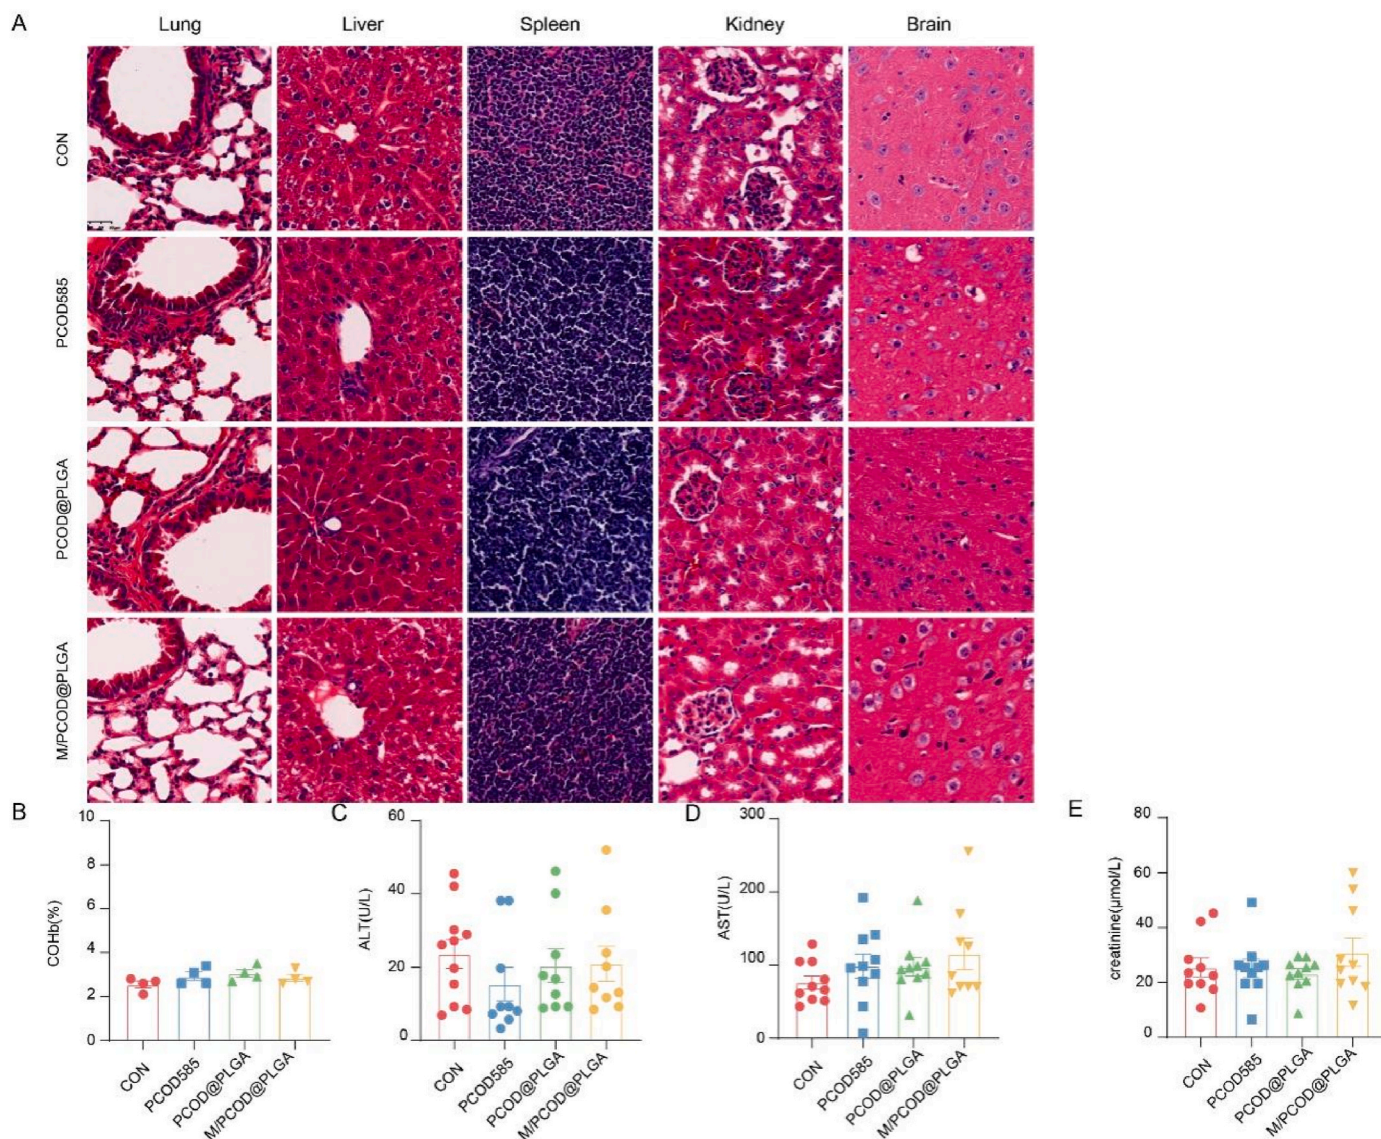 A
Lung Liver Spleen Kidney Brain
CON
PCOD585
PCOD@PLGA
M/PCOD@PLGA
B
COHb(%)
10
8
6
4
2
0
CON PCOD585 PCOD@PLGA M/PCOD@PLGA
C
ALT(U/L)
60
40
20
0
CON PCOD585 PCOD@PLGA M/PCOD@PLGA
D
AST(U/L)
300
200
100
0
CON PCOD585 PCOD@PLGA M/PCOD@PLGA
E
creatinine(μmol/L)
80
60
40
20
0
CON PCOD585 PCOD@PLGA M/PCOD@PLGA